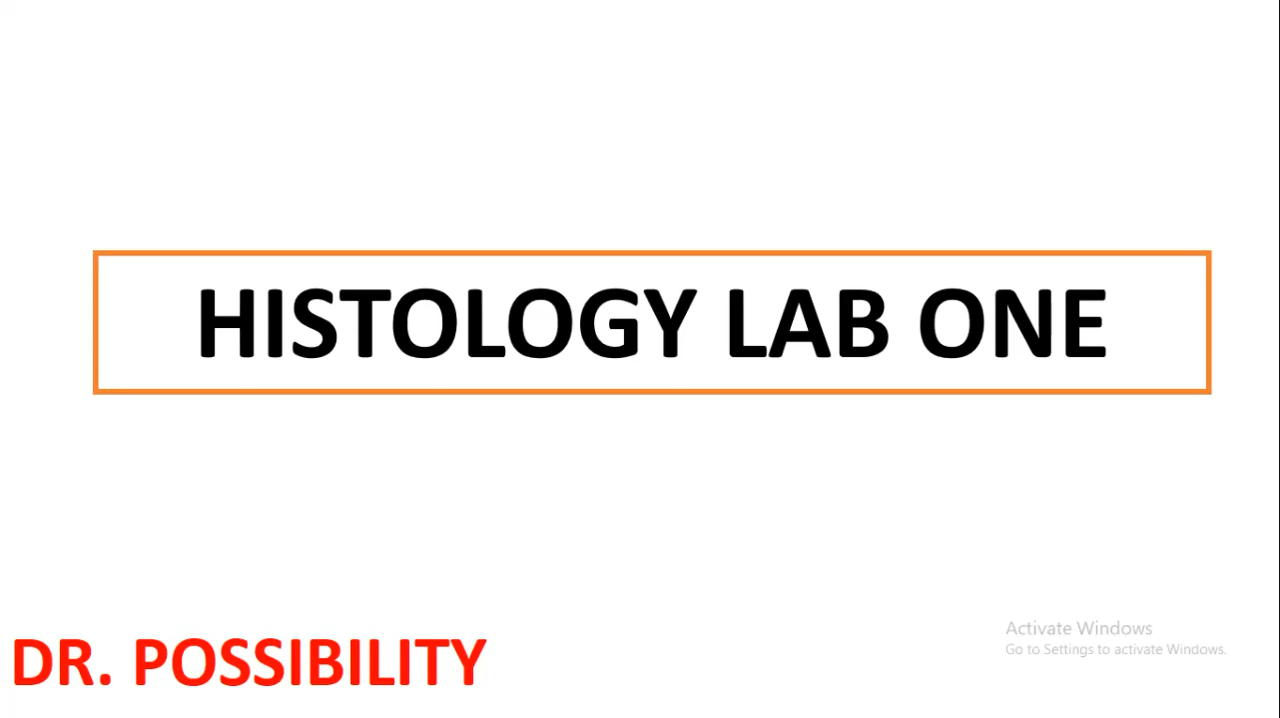 HISTOLOGY LAB ONE
DR. POSSIBILITY
Activate Windows
Go to Settings to activate Windows.